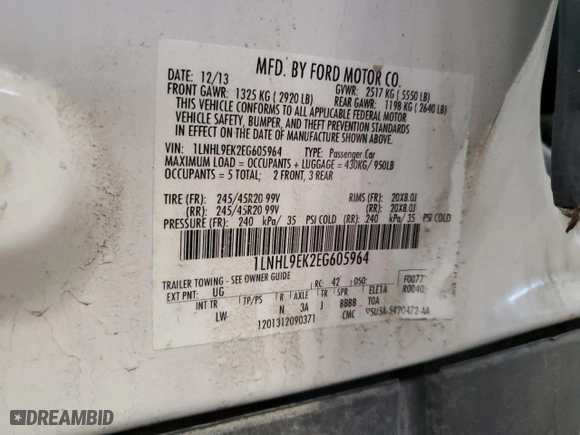 MFD. BY FORD MOTOR CO.
DATE: 12/13
GVWR: 2517 KG ( 5550 LB)
FRONT GAWR: 1325 KG ( 2920 LB)
REAR GAWR: 1198 KG ( 2640 LB)
THIS VEHICLE CONFORMS TO ALL APPLICABLE FEDERAL MOTOR
VEHICLE SAFETY, BUMPER, AND THEFT PREVENTION STANDARDS
IN EFFECT ON THE DATE OF MANUFACTURE SHOWN ABOVE.
VIN: 1LNHL9EK2EG605964 TYPE: Passenger Car
MAXIMUM LOAD = OCCUPANTS + LUGGAGE = 430KG/ 950LB
OCCUPANTS = 5 TOTAL; 2 FRONT, 3 REAR
TIRE (FR): 245/45R20 99V RIMS (FR): 20X8.0J
(RR): 245/45R20 99V (RR): 20X8.0J
PRESSURE (FR): 240 kPa/ 35 PSI COLD (RR): 240 kPa/ 35 PSI COLD
1LNHL9EK2EG605964
TRAILER TOWING - SEE OWNER GUIDE
EXT PNT: UG RC: 42 DSO: F0077
INT TR TP/PS R AXLE TR SPR R0040
LW N 3A J BBBB TOA
1201312090371 CMC 5420472-AA
DREAMBID